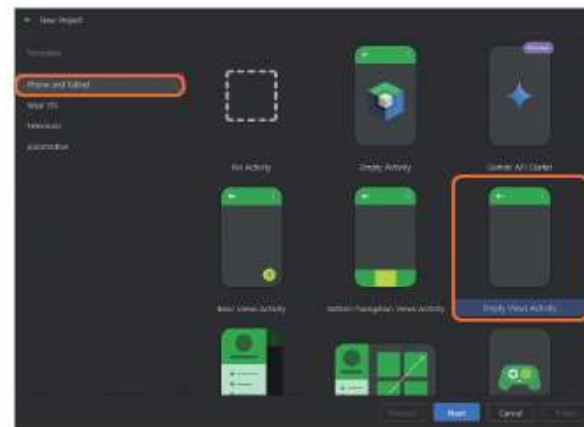 New Project
Templates
Phone and Tablet
Wear OS
Television
Automotive
No Activity
Empty Activity
Gemini API Starter
Basic Views Activity
Bottom Navigation Views Activity
Empty Views Activity
Previous
Next
Cancel
Finish